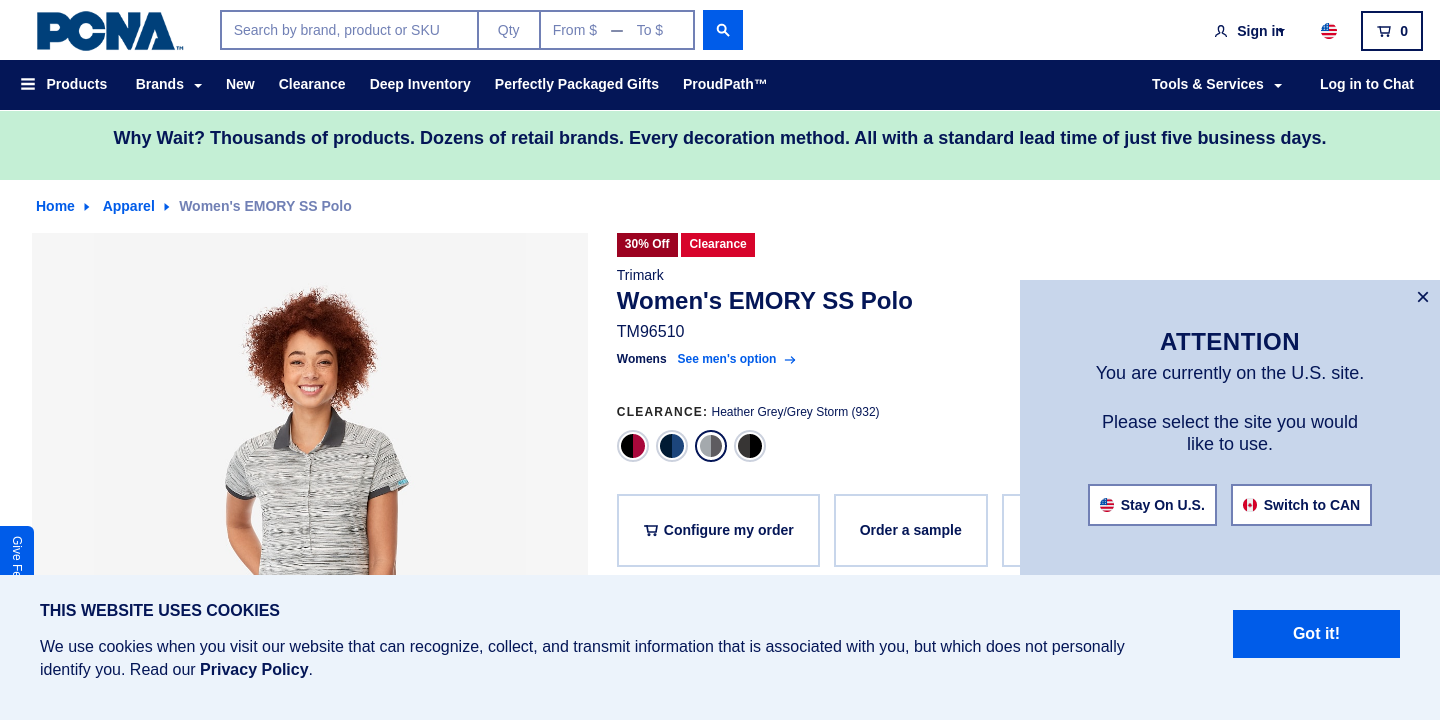 PCNA™
Search by brand, product or SKU
Qty
From $ — To $
Sign in
0
Products
Brands
New
Clearance
Deep Inventory
Perfectly Packaged Gifts
ProudPath™
Tools & Services
Log in to Chat
Why Wait? Thousands of products. Dozens of retail brands. Every decoration method. All with a standard lead time of just five business days.
Home
Apparel
Women's EMORY SS Polo
30% Off
Clearance
Trimark
Women's EMORY SS Polo
TM96510
Womens See men's option
CLEARANCE: Heather Grey/Grey Storm (932)
Configure my order
Order a sample
×
ATTENTION
You are currently on the U.S. site.
Please select the site you would
like to use.
Stay On U.S.
Switch to CAN
Give
THIS WEBSITE USES COOKIES
We use cookies when you visit our website that can recognize, collect, and transmit information that is associated with you, but which does not personally
identify you. Read our Privacy Policy.
Got it!